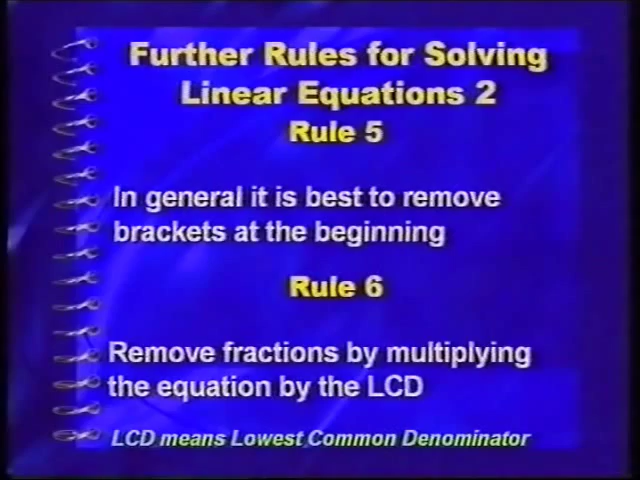 Further Rules for Solving
Linear Equations 2
Rule 5
In general it is best to remove
brackets at the beginning
Rule 6
Remove fractions by multiplying
the equation by the LCD
LCD means Lowest Common Denominator